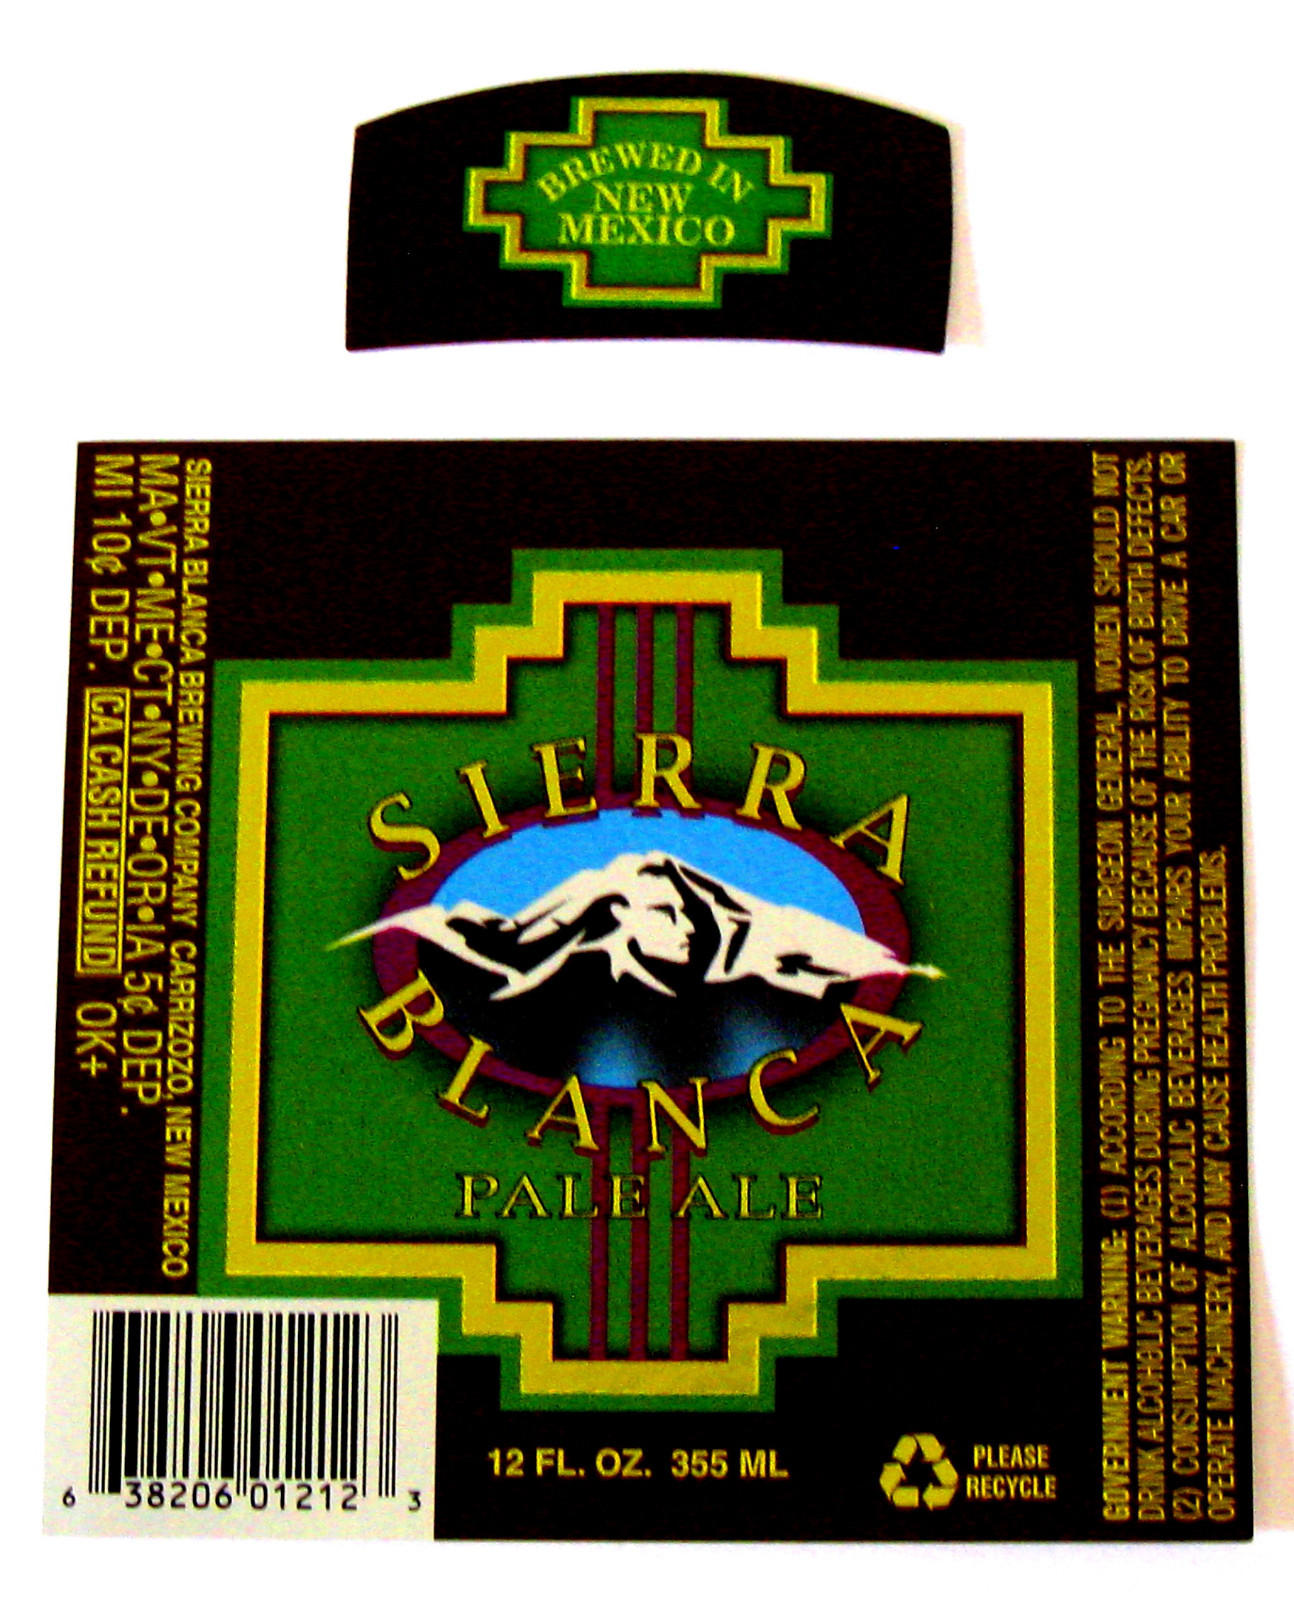 BREWED IN
NEW
MEXICO
SIERRA BLANCA BREWING COMPANY CARRIZOZO, NEW MEXICO
MA•VT•ME•CT•NY•DE•OR•IA 5¢ DEP.
MI 10¢ DEP. CA CASH REFUND OK+
SIERRA
BLANCA
PALE ALE
12 FL. OZ. 355 ML
PLEASE
RECYCLE
6 38206 01212 3
GOVERNMENT WARNING: (1) ACCORDING TO THE SURGEON GENERAL, WOMEN SHOULD NOT
DRINK ALCOHOLIC BEVERAGES DURING PREGNANCY BECAUSE OF THE RISK OF BIRTH DEFECTS.
(2) CONSUMPTION OF ALCOHOLIC BEVERAGES IMPAIRS YOUR ABILITY TO DRIVE A CAR OR
OPERATE MACHINERY, AND MAY CAUSE HEALTH PROBLEMS.